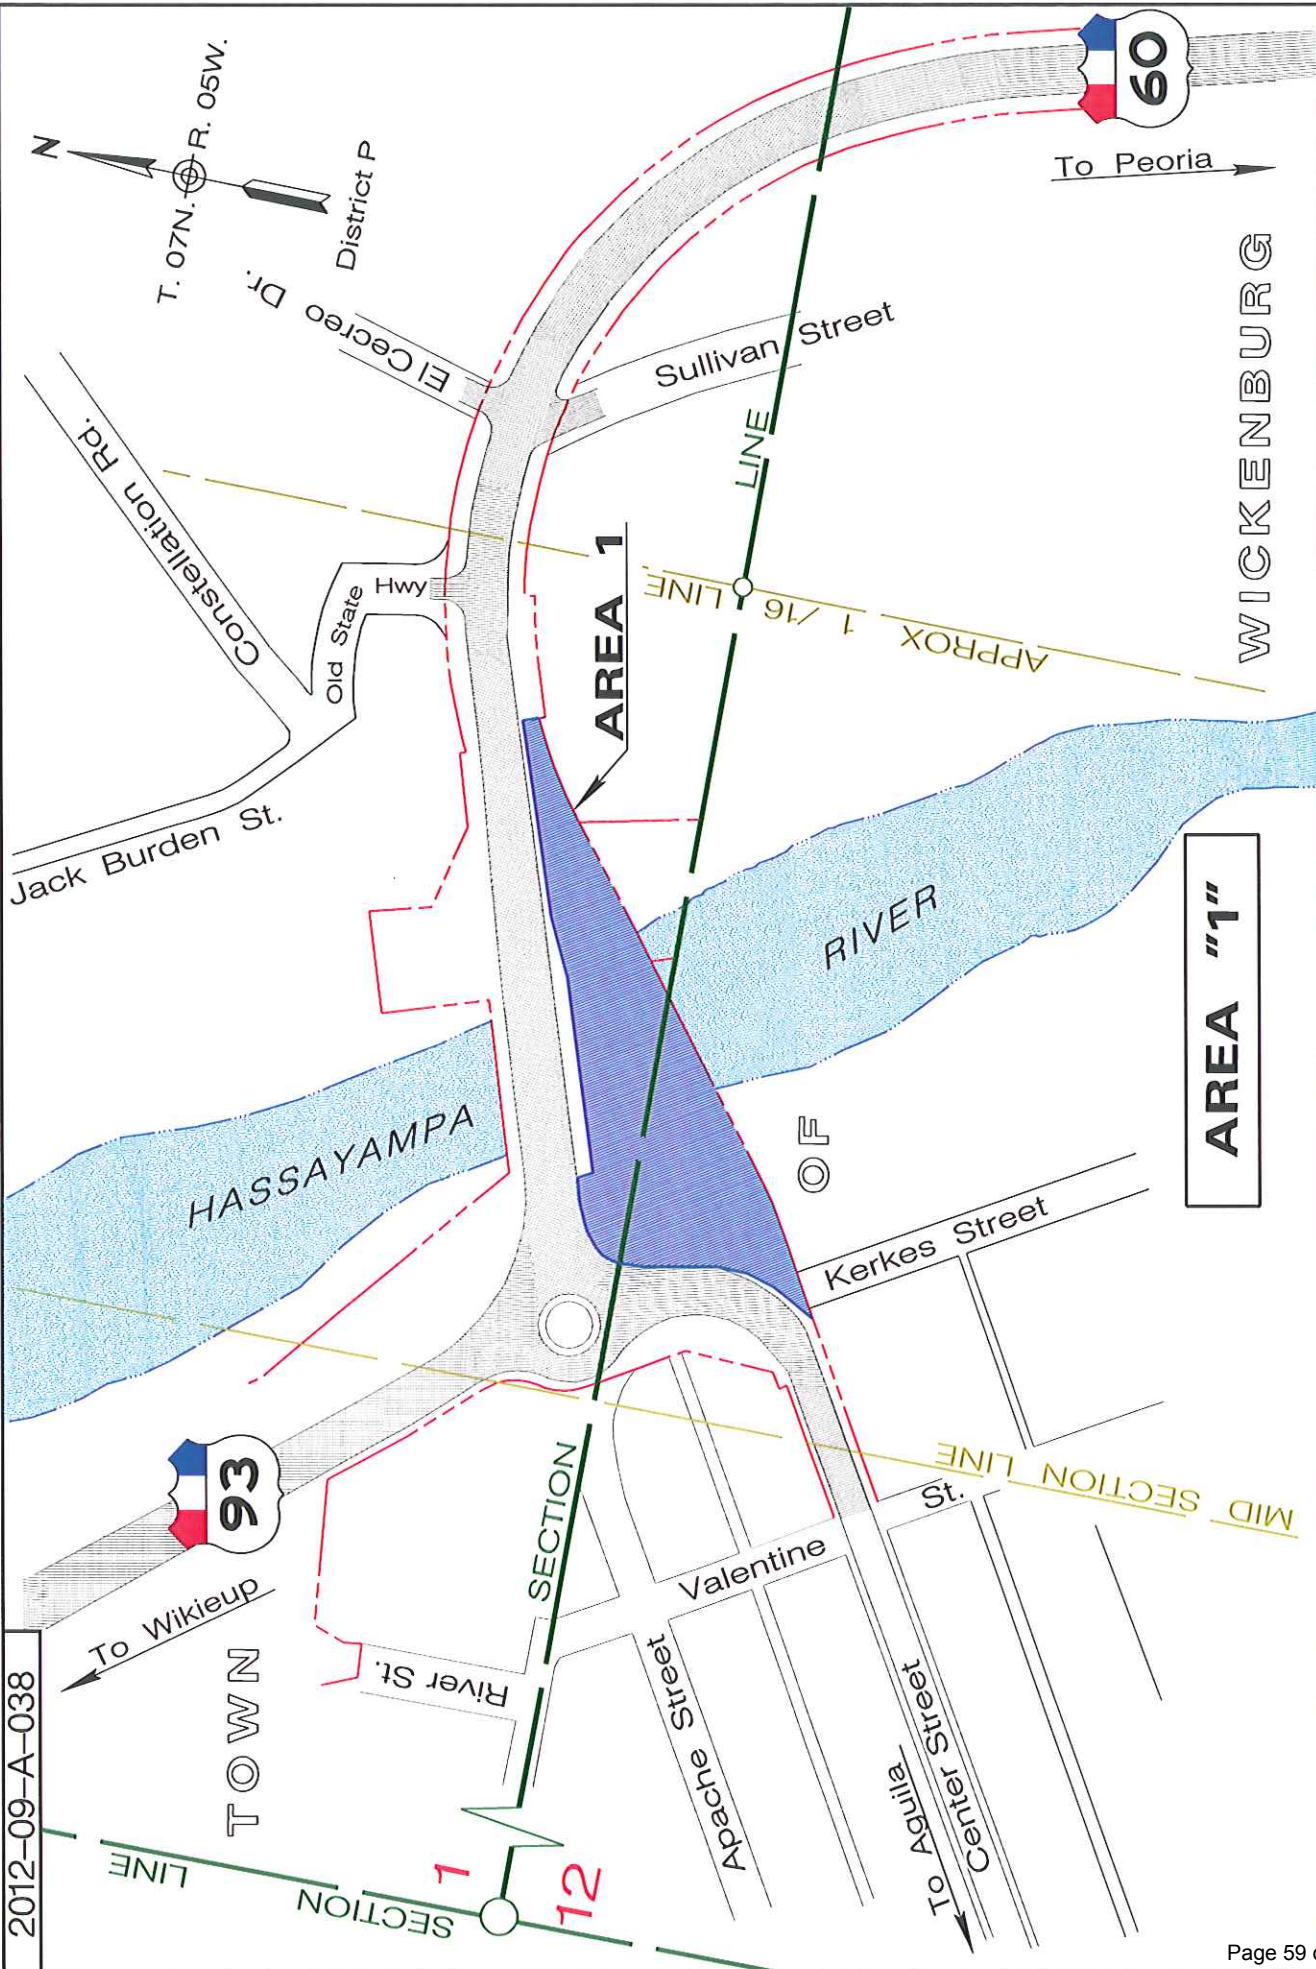 2012-09-A-038
N
T. 07N. R. 05W.
District P
El Cecreo Dr.
Constellation Rd.
Old State
Hwy
Jack Burden St.
Sullivan Street
60
To Peoria
LINE
AREA 1
APPROX 1/16 LINE
WICKENBURG
HASSAYAMPA
RIVER
OF
AREA "1"
Kerkes Street
93
To Wikieup
TOWN
SECTION
MID SECTION LINE
Valentine
St.
River St.
Apache Street
Center Street
To Aguila
SECTION LINE
1
12
Page 59 o